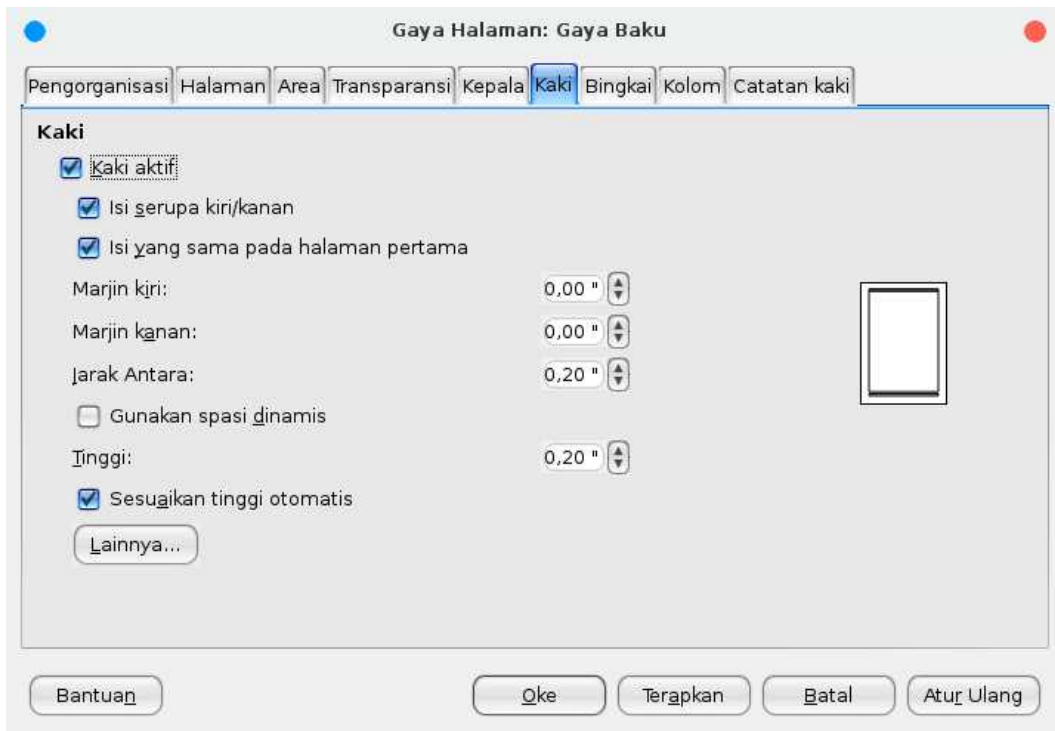 Gaya Halaman: Gaya Baku
Pengorganisasi Halaman Area Transparansi Kepala Kaki Bingkai Kolom Catatan kaki
Kaki
Kaki aktif
Isi serupa kiri/kanan
Isi yang sama pada halaman pertama
Marjin kiri: 0,00 "
Marjin kanan: 0,00 "
Jarak Antara: 0,20 "
Gunakan spasi dinamis
Tinggi: 0,20 "
Sesuaikan tinggi otomatis
Lainnya...
Bantuan Oke Terapkan Batal Atur Ulang